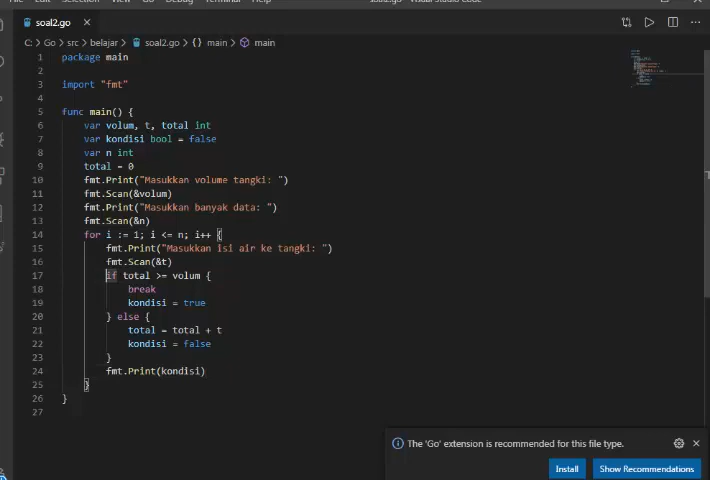 soal2.go
C: > Go > src > belajar > soal2.go > {} main > main
1 package main
2
3 import "fmt"
4
5 func main() {
6 var volum, t, total int
7 var kondisi bool = false
8 var n int
9 total = 0
10 fmt.Print("Masukkan volume tangki: ")
11 fmt.Scan(&volum)
12 fmt.Print("Masukkan banyak data: ")
13 fmt.Scan(&n)
14 for i := 1; i <= n; i++ {
15 fmt.Print("Masukkan isi air ke tangki: ")
16 fmt.Scan(&t)
17 if total >= volum {
18 break
19 kondisi = true
20 } else {
21 total = total + t
22 kondisi = false
23 }
24 fmt.Print(kondisi)
25 }
26 }
27
The 'Go' extension is recommended for this file type.
Install Show Recommendations